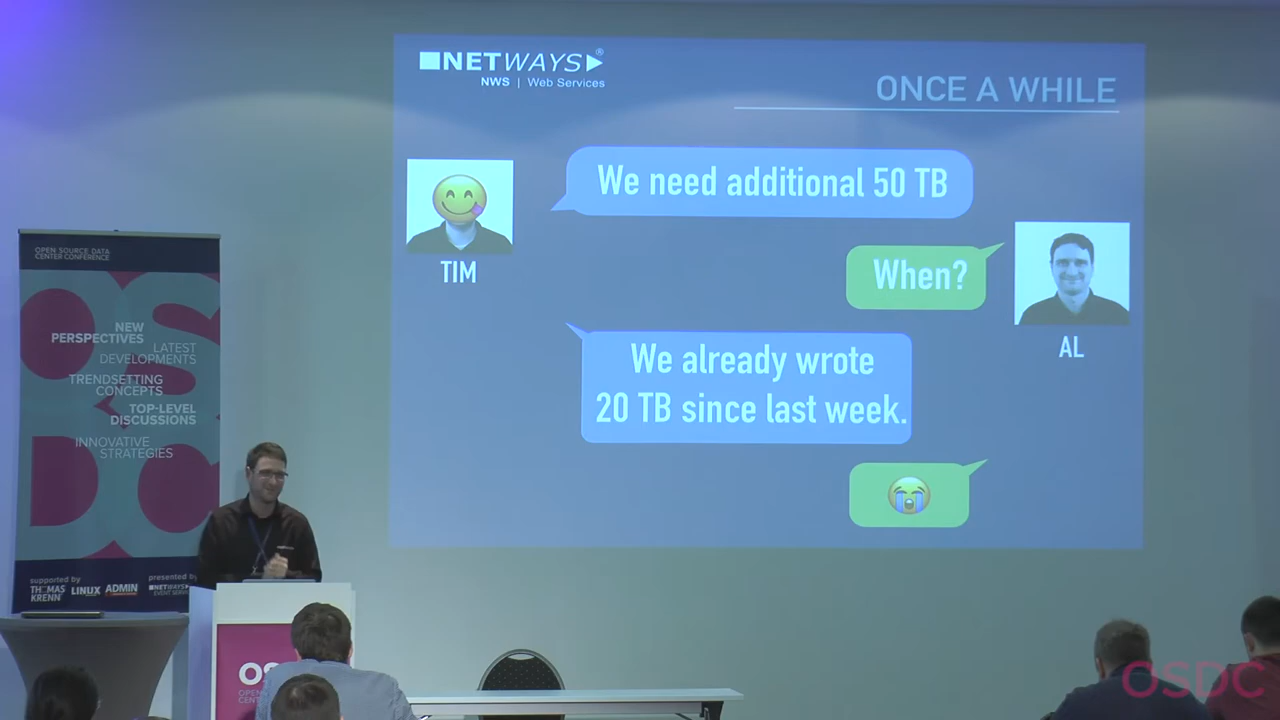 NETWAYS®
NWS | Web Services
ONCE A WHILE
We need additional 50 TB
TIM
When?
AL
We already wrote
20 TB since last week.
OPEN SOURCE DATA
CENTER CONFERENCE
NEW
PERSPECTIVES
LATEST
DEVELOPMENTS
TRENDSETTING
CONCEPTS
TOP-LEVEL
DISCUSSIONS
INNOVATIVE
STRATEGIES
supported by
presented by
THOMAS
KRENN
LINUX
ADMIN
NETWAYS
OSDC